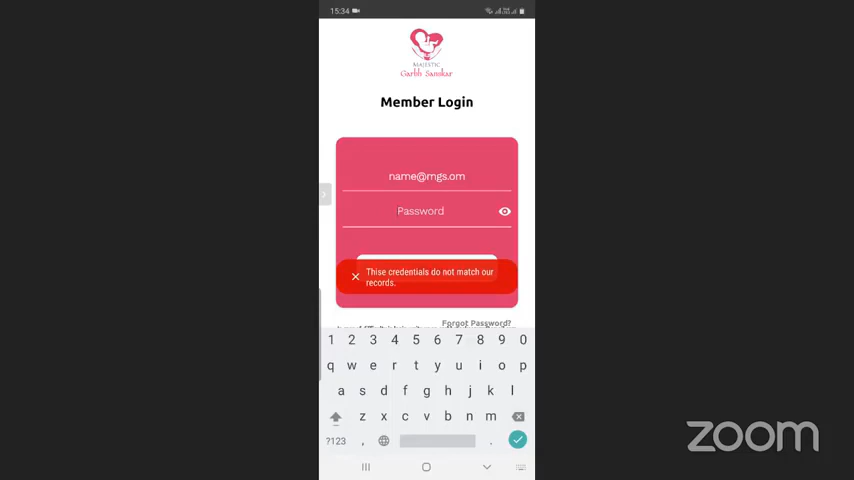 15:34
MAJESTIC
Garbh Sanskar
Member Login
name@mgs.om
Password
Thise credentials do not match our
records.
Forgot Password?
1 2 3 4 5 6 7 8 9 0
q w e r t y u i o p
a s d f g h j k l
z x c v b n m
?123 , .
zoom